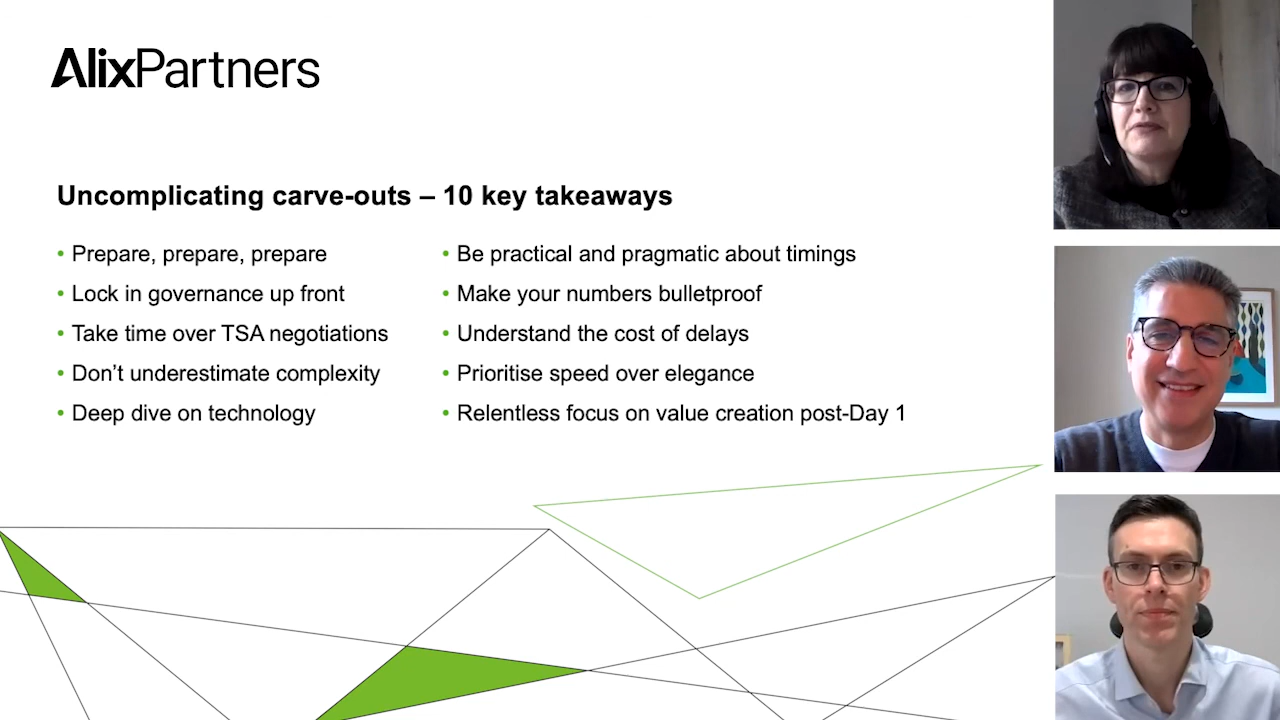 AlixPartners
Uncomplicating carve-outs – 10 key takeaways
• Prepare, prepare, prepare
• Lock in governance up front
• Take time over TSA negotiations
• Don’t underestimate complexity
• Deep dive on technology
• Be practical and pragmatic about timings
• Make your numbers bulletproof
• Understand the cost of delays
• Prioritise speed over elegance
• Relentless focus on value creation post-Day 1